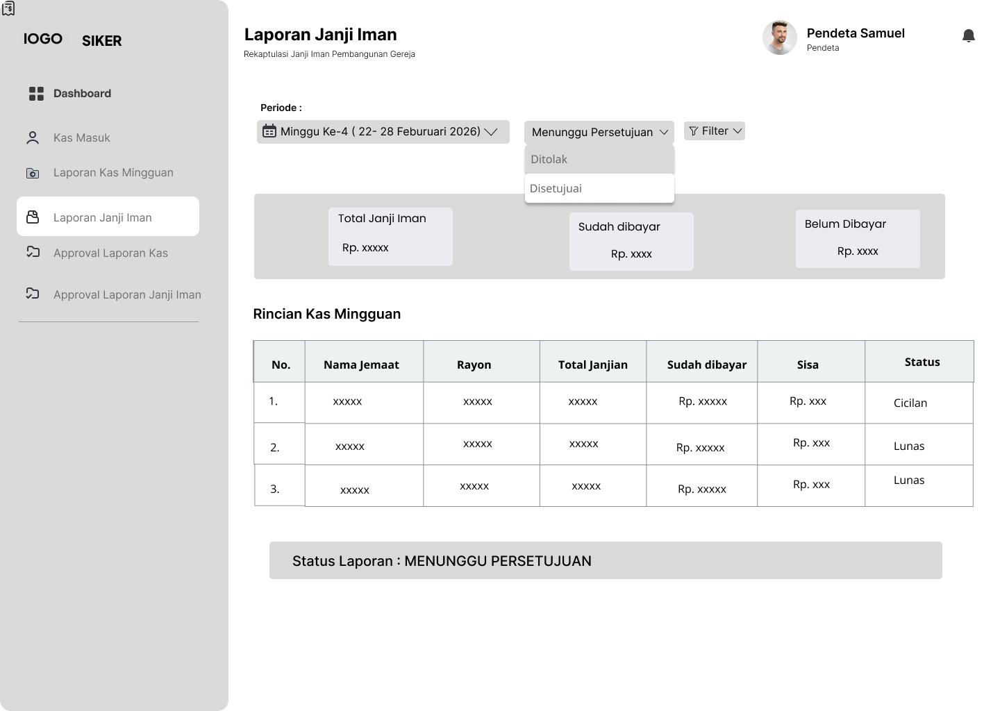 lOGO
SIKER
Dashboard
Kas Masuk
Laporan Kas Mingguan
Laporan Janji Iman
Approval Laporan Kas
Approval Laporan Janji Iman
Laporan Janji Iman
Rekaptulasi Janji Iman Pembangunan Gereja
Pendeta Samuel
Pendeta
Periode :
Minggu Ke-4 ( 22- 28 Feburuari 2026)
Menunggu Persetujuan
Filter
Ditolak
Disetujuai
Total Janji Iman
Rp. xxxxx
Sudah dibayar
Rp. xxxx
Belum Dibayar
Rp. xxxx
Rincian Kas Mingguan
No. Nama Jemaat Rayon Total Janjian Sudah dibayar Sisa Status
1. xxxxx xxxxx xxxxx Rp. xxxxx Rp. xxx Cicilan
2. xxxxx xxxxx xxxxx Rp. xxxxx Rp. xxx Lunas
3. xxxxx xxxxx xxxxx Rp. xxxxx Rp. xxx Lunas
Status Laporan : MENUNGGU PERSETUJUAN